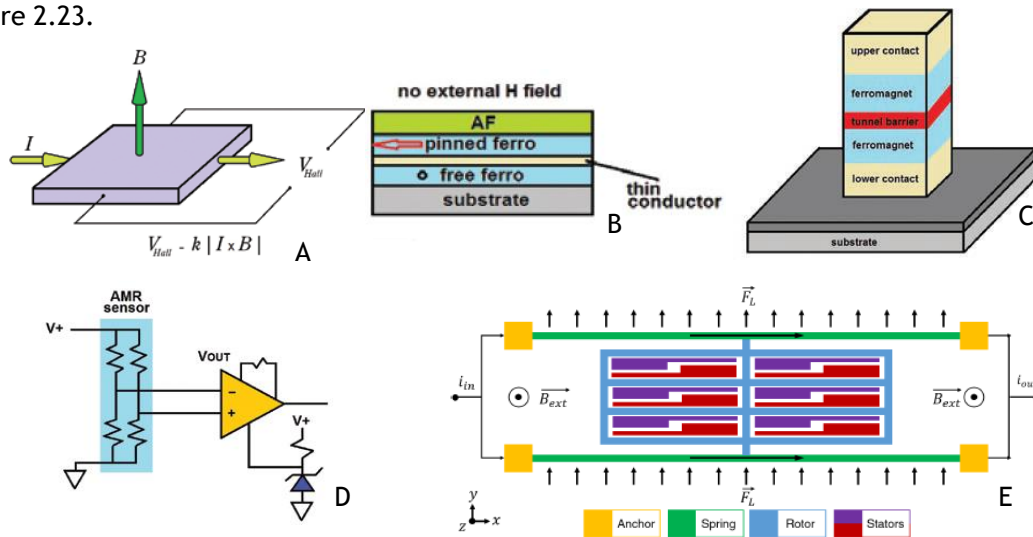 re 2.23.
B
I
V_Hall
V_Hall - k | I x B |
A
no external H field
AF
pinned ferro
free ferro
substrate
thin
conductor
B
upper contact
ferromagnet
tunnel barrier
ferromagnet
lower contact
substrate
C
AMR
sensor
V+
VOUT
−
+
V+
D
F_L
i_in
B_ext
B_ext
i_ou
F_L
y
z x
E
Anchor Spring Rotor Stators